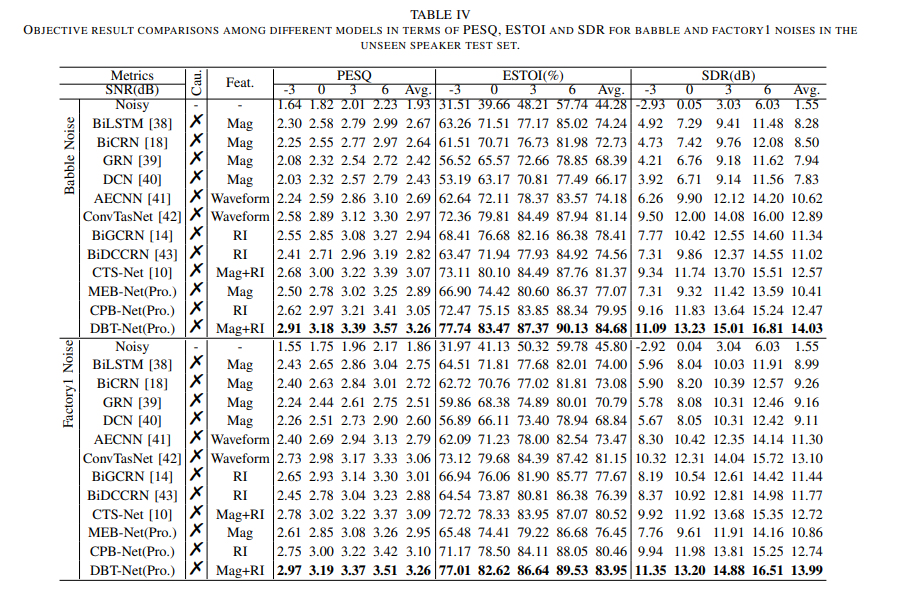 TABLE IV
OBJECTIVE RESULT COMPARISONS AMONG DIFFERENT MODELS IN TERMS OF PESQ, ESTOI AND SDR FOR BABBLE AND FACTORY1 NOISES IN THE
UNSEEN SPEAKER TEST SET.
Metrics Cau. Feat. PESQ ESTOI(%) SDR(dB)
SNR(dB) -3 0 3 6 Avg. -3 0 3 6 Avg. -3 0 3 6 Avg.
Babble Noise
Noisy - - 1.64 1.82 2.01 2.23 1.93 31.51 39.66 48.21 57.74 44.28 -2.93 0.05 3.03 6.03 1.55
BiLSTM [38] ✗ Mag 2.30 2.58 2.79 2.99 2.67 63.26 71.51 77.17 85.02 74.24 4.92 7.29 9.41 11.48 8.28
BiCRN [18] ✗ Mag 2.25 2.55 2.77 2.97 2.64 61.51 70.71 76.73 81.98 72.73 4.73 7.42 9.76 12.08 8.50
GRN [39] ✗ Mag 2.08 2.32 2.54 2.72 2.42 56.52 65.57 72.66 78.85 68.39 4.21 6.76 9.18 11.62 7.94
DCN [40] ✗ Mag 2.03 2.32 2.57 2.79 2.43 53.19 63.17 70.81 77.49 66.17 3.92 6.71 9.14 11.56 7.83
AECNN [41] ✗ Waveform 2.24 2.59 2.86 3.10 2.69 62.64 72.11 78.37 83.57 74.18 6.26 9.90 12.12 14.20 10.62
ConvTasNet [42] ✗ Waveform 2.58 2.89 3.12 3.30 2.97 72.36 79.81 84.49 87.94 81.14 9.50 12.00 14.08 16.00 12.89
BiGCRN [14] ✗ RI 2.55 2.85 3.08 3.27 2.94 68.41 76.68 82.16 86.38 78.41 7.77 10.42 12.55 14.60 11.34
BiDCCRN [43] ✗ RI 2.41 2.71 2.96 3.19 2.82 63.47 71.94 77.93 84.92 74.56 7.31 9.86 12.37 14.55 11.02
CTS-Net [10] ✗ Mag+RI 2.68 3.00 3.22 3.39 3.07 73.11 80.10 84.49 87.76 81.37 9.34 11.74 13.70 15.51 12.57
MEB-Net(Pro.) ✗ Mag 2.50 2.78 3.02 3.25 2.89 66.90 74.42 80.60 86.37 77.07 7.31 9.32 11.42 13.59 10.41
CPB-Net(Pro.) ✗ RI 2.62 2.97 3.21 3.41 3.05 72.47 75.15 83.85 88.34 79.95 9.16 11.83 13.64 15.24 12.47
DBT-Net(Pro.) ✗ Mag+RI 2.91 3.18 3.39 3.57 3.26 77.74 83.47 87.37 90.13 84.68 11.09 13.23 15.01 16.81 14.03
Factory1 Noise
Noisy - - 1.55 1.75 1.96 2.17 1.86 31.97 41.13 50.32 59.78 45.80 -2.92 0.04 3.04 6.03 1.55
BiLSTM [38] ✗ Mag 2.43 2.65 2.86 3.04 2.75 64.51 71.81 77.68 82.01 74.00 5.96 8.04 10.03 11.91 8.99
BiCRN [18] ✗ Mag 2.40 2.63 2.84 3.01 2.72 62.72 70.76 77.02 81.81 73.08 5.90 8.20 10.39 12.57 9.26
GRN [39] ✗ Mag 2.24 2.44 2.61 2.75 2.51 59.86 68.38 74.89 80.01 70.79 5.78 8.08 10.31 12.46 9.16
DCN [40] ✗ Mag 2.26 2.51 2.73 2.90 2.60 56.89 66.11 73.40 78.94 68.84 5.67 8.05 10.31 12.42 9.11
AECNN [41] ✗ Waveform 2.40 2.69 2.94 3.13 2.79 62.09 71.23 78.00 82.54 73.47 8.30 10.42 12.35 14.14 11.30
ConvTasNet [42] ✗ Waveform 2.73 2.98 3.17 3.33 3.06 73.12 79.68 84.39 87.42 81.15 10.32 12.31 14.04 15.72 13.10
BiGCRN [14] ✗ RI 2.65 2.93 3.14 3.30 3.01 66.94 76.06 81.90 85.77 77.67 8.19 10.54 12.61 14.42 11.44
BiDCCRN [43] ✗ RI 2.45 2.78 3.04 3.23 2.88 64.54 73.87 80.81 86.38 76.39 8.37 10.92 12.81 14.98 11.77
CTS-Net [10] ✗ Mag+RI 2.78 3.02 3.22 3.37 3.09 72.72 78.33 83.95 87.07 80.52 9.92 11.92 13.68 15.35 12.72
MEB-Net(Pro.) ✗ Mag 2.61 2.85 3.08 3.26 2.95 65.48 74.41 79.22 86.68 76.45 7.76 9.61 11.91 14.16 10.86
CPB-Net(Pro.) ✗ RI 2.75 3.00 3.22 3.42 3.10 71.17 78.50 84.11 88.05 80.46 9.94 11.98 13.81 15.25 12.74
DBT-Net(Pro.) ✗ Mag+RI 2.97 3.19 3.37 3.51 3.26 77.01 82.62 86.64 89.53 83.95 11.35 13.20 14.88 16.51 13.99